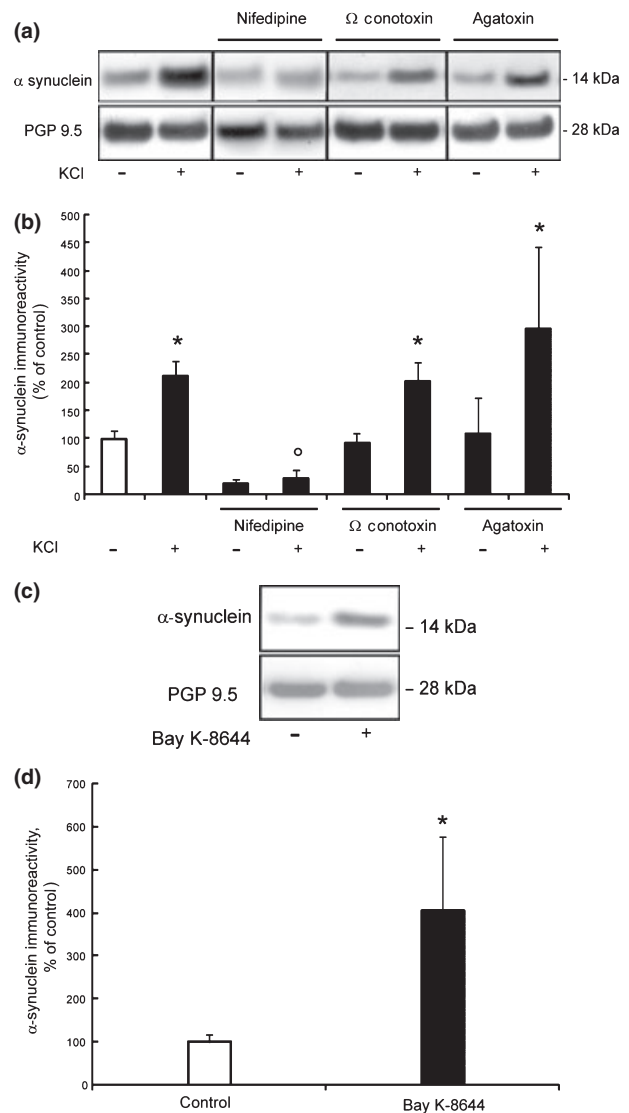 (a)
Nifedipine Ω conotoxin Agatoxin
α synuclein - 14 kDa
PGP 9.5 - 28 kDa
KCl - + - + - + - +
(b)
α-synuclein immunoreactivity
(% of control)
500
450
400
350
300
250
200
150
100
50
0
* ° * *
Nifedipine Ω conotoxin Agatoxin
KCl - + - + - + - +
(c)
α-synuclein – 14 kDa
PGP 9.5 – 28 kDa
Bay K-8644 - +
(d)
α-synuclein immunoreactivity,
% of control)
700
600
500
400
300
200
100
0
*
Control Bay K-8644